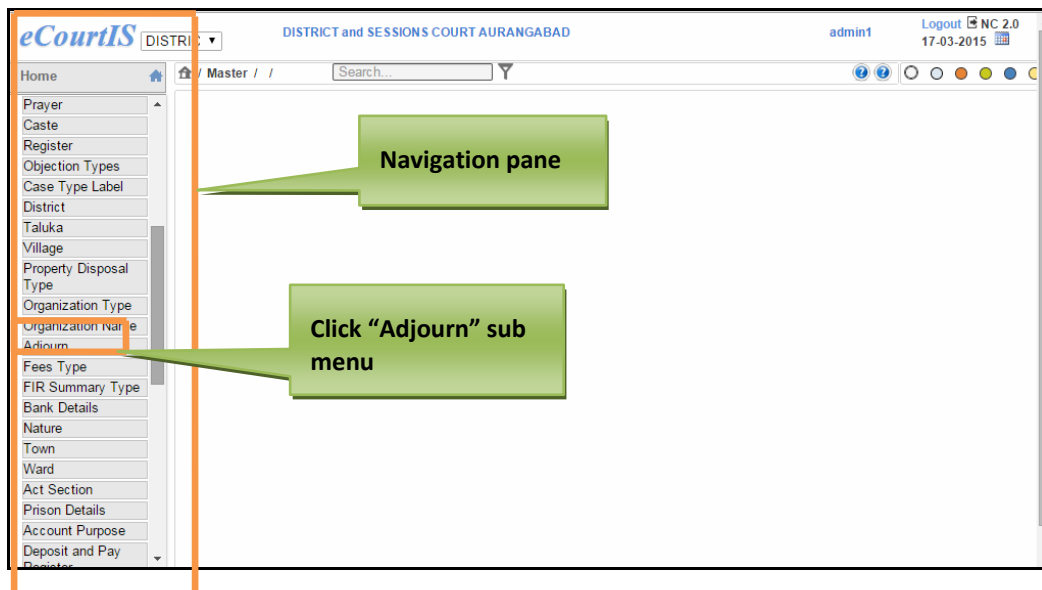 eCourtIS DISTRIC
DISTRICT and SESSIONS COURT AURANGABAD
admin1
Logout NC 2.0
17-03-2015
Home
/ Master / /
Search...
Prayer
Caste
Register
Objection Types
Case Type Label
District
Taluka
Village
Property Disposal
Type
Organization Type
Organization Name
Adjourn
Fees Type
FIR Summary Type
Bank Details
Nature
Town
Ward
Act Section
Prison Details
Account Purpose
Deposit and Pay
Register
Navigation pane
Click “Adjourn” sub
menu